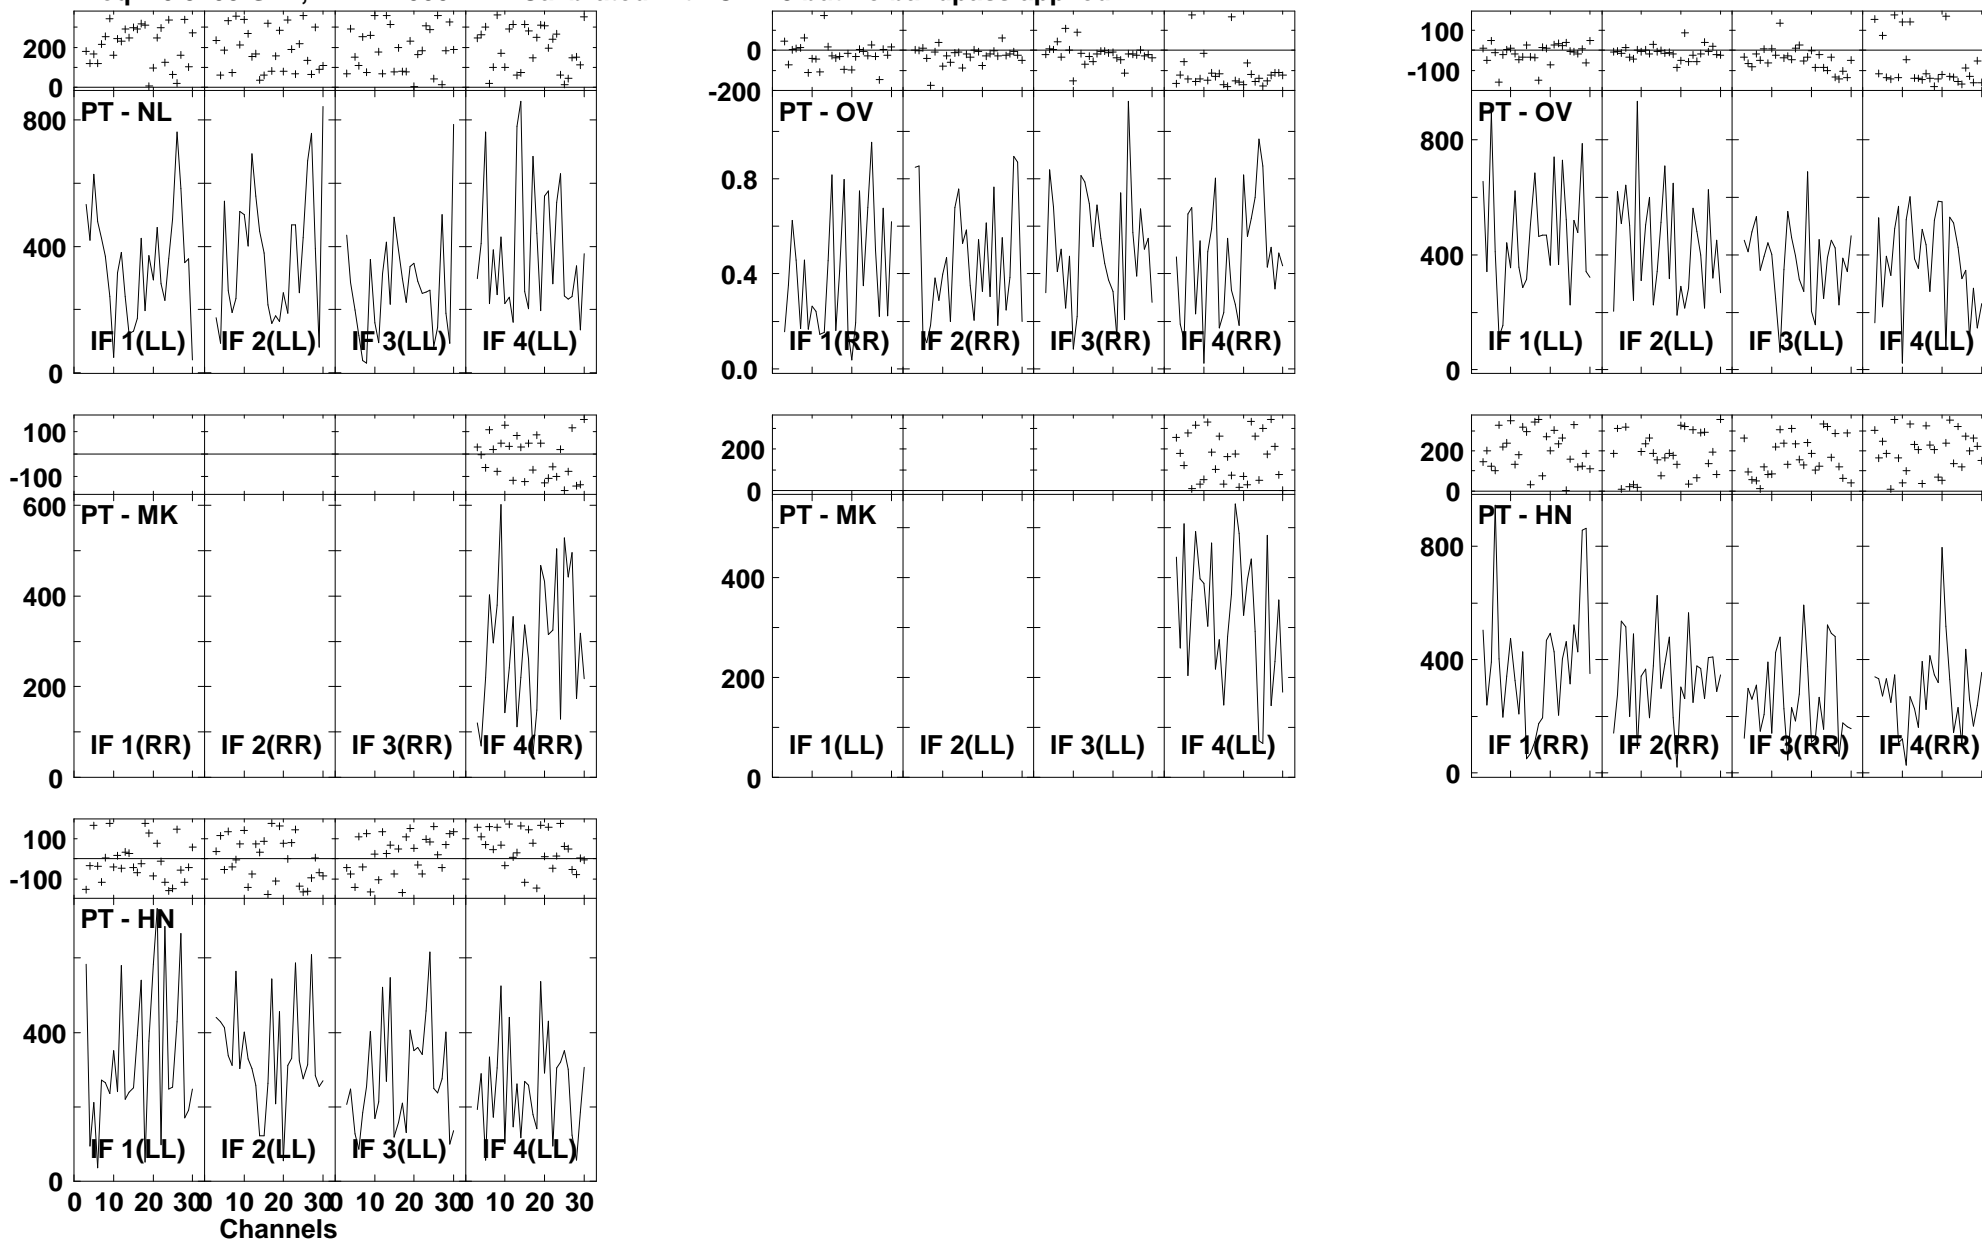 200
0
PT - NL
800
400
0
IF 1(LL) IF 2(LL) IF 3(LL) IF 4(LL)
0
-200
PT - OV
0.8
0.4
0.0
IF 1(RR) IF 2(RR) IF 3(RR) IF 4(RR)
100
-100
PT - OV
800
400
0
IF 1(LL) IF 2(LL) IF 3(LL) IF 4(LL)
100
-100
PT - MK
600
400
200
0
IF 1(RR) IF 2(RR) IF 3(RR) IF 4(RR)
200
0
PT - MK
400
200
0
IF 1(LL) IF 2(LL) IF 3(LL) IF 4(LL)
200
0
PT - HN
800
400
0
IF 1(RR) IF 2(RR) IF 3(RR) IF 4(RR)
100
-100
PT - HN
400
0
IF 1(LL) IF 2(LL) IF 3(LL) IF 4(LL)
0 10 20 30 0 10 20 30 0 10 20 30 0 10 20 30
Channels